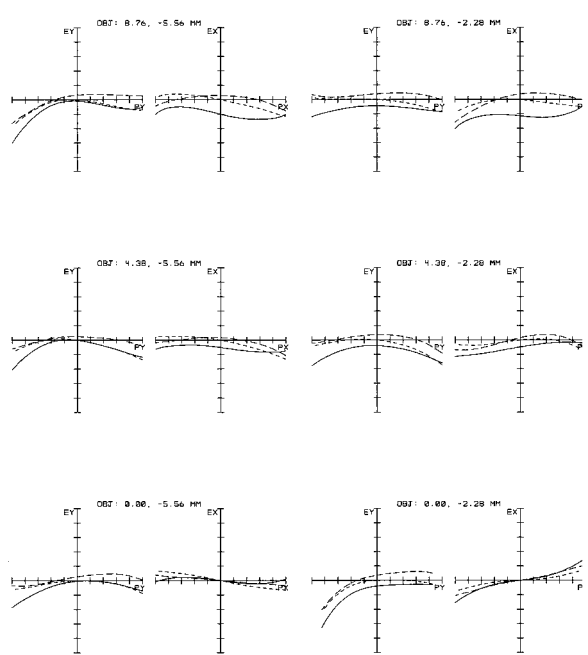 OBJ: 8.76, -5.56 MM
EY
EX
PY
OBJ: 8.76, -2.28 MM
EY
EX
PY
P
OBJ: 4.38, -5.56 MM
EY
EX
PY
PX
OBJ: 4.38, -2.28 MM
EY
EX
PY
P
OBJ: 0.00, -5.56 MM
EY
EX
PY
PX
OBJ: 0.00, -2.28 MM
EY
EX
PY
P